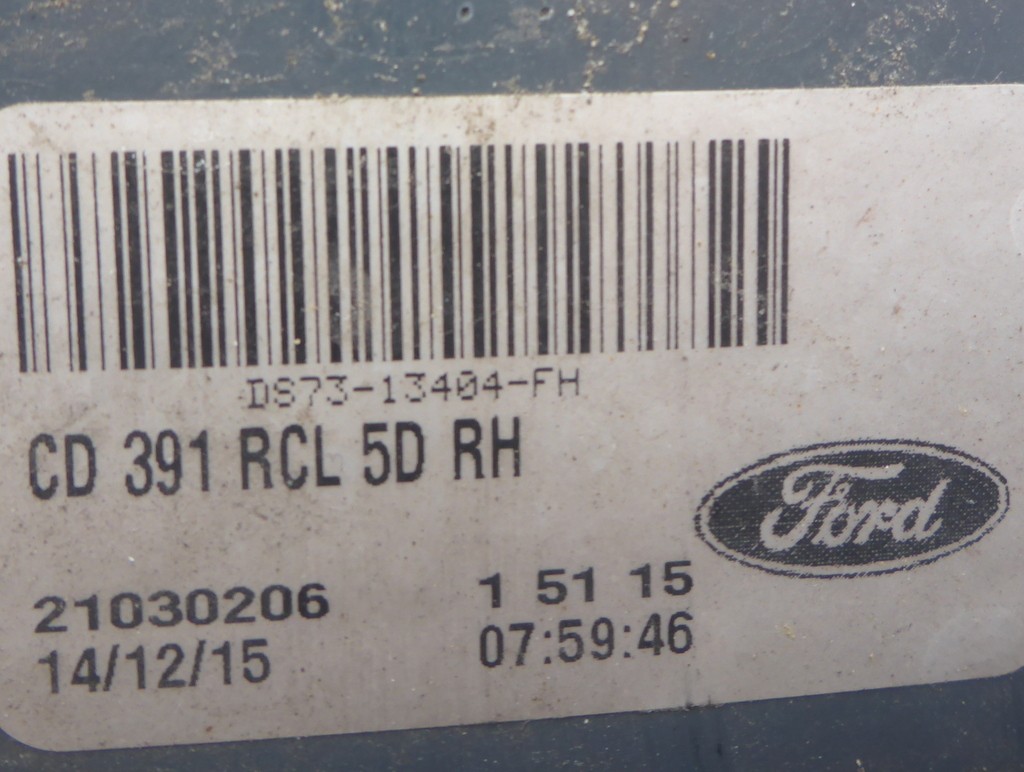 DS73-13404-FH
CD 391 RCL 5D RH
Ford
21030206 1 51 15
14/12/15 07:59:46